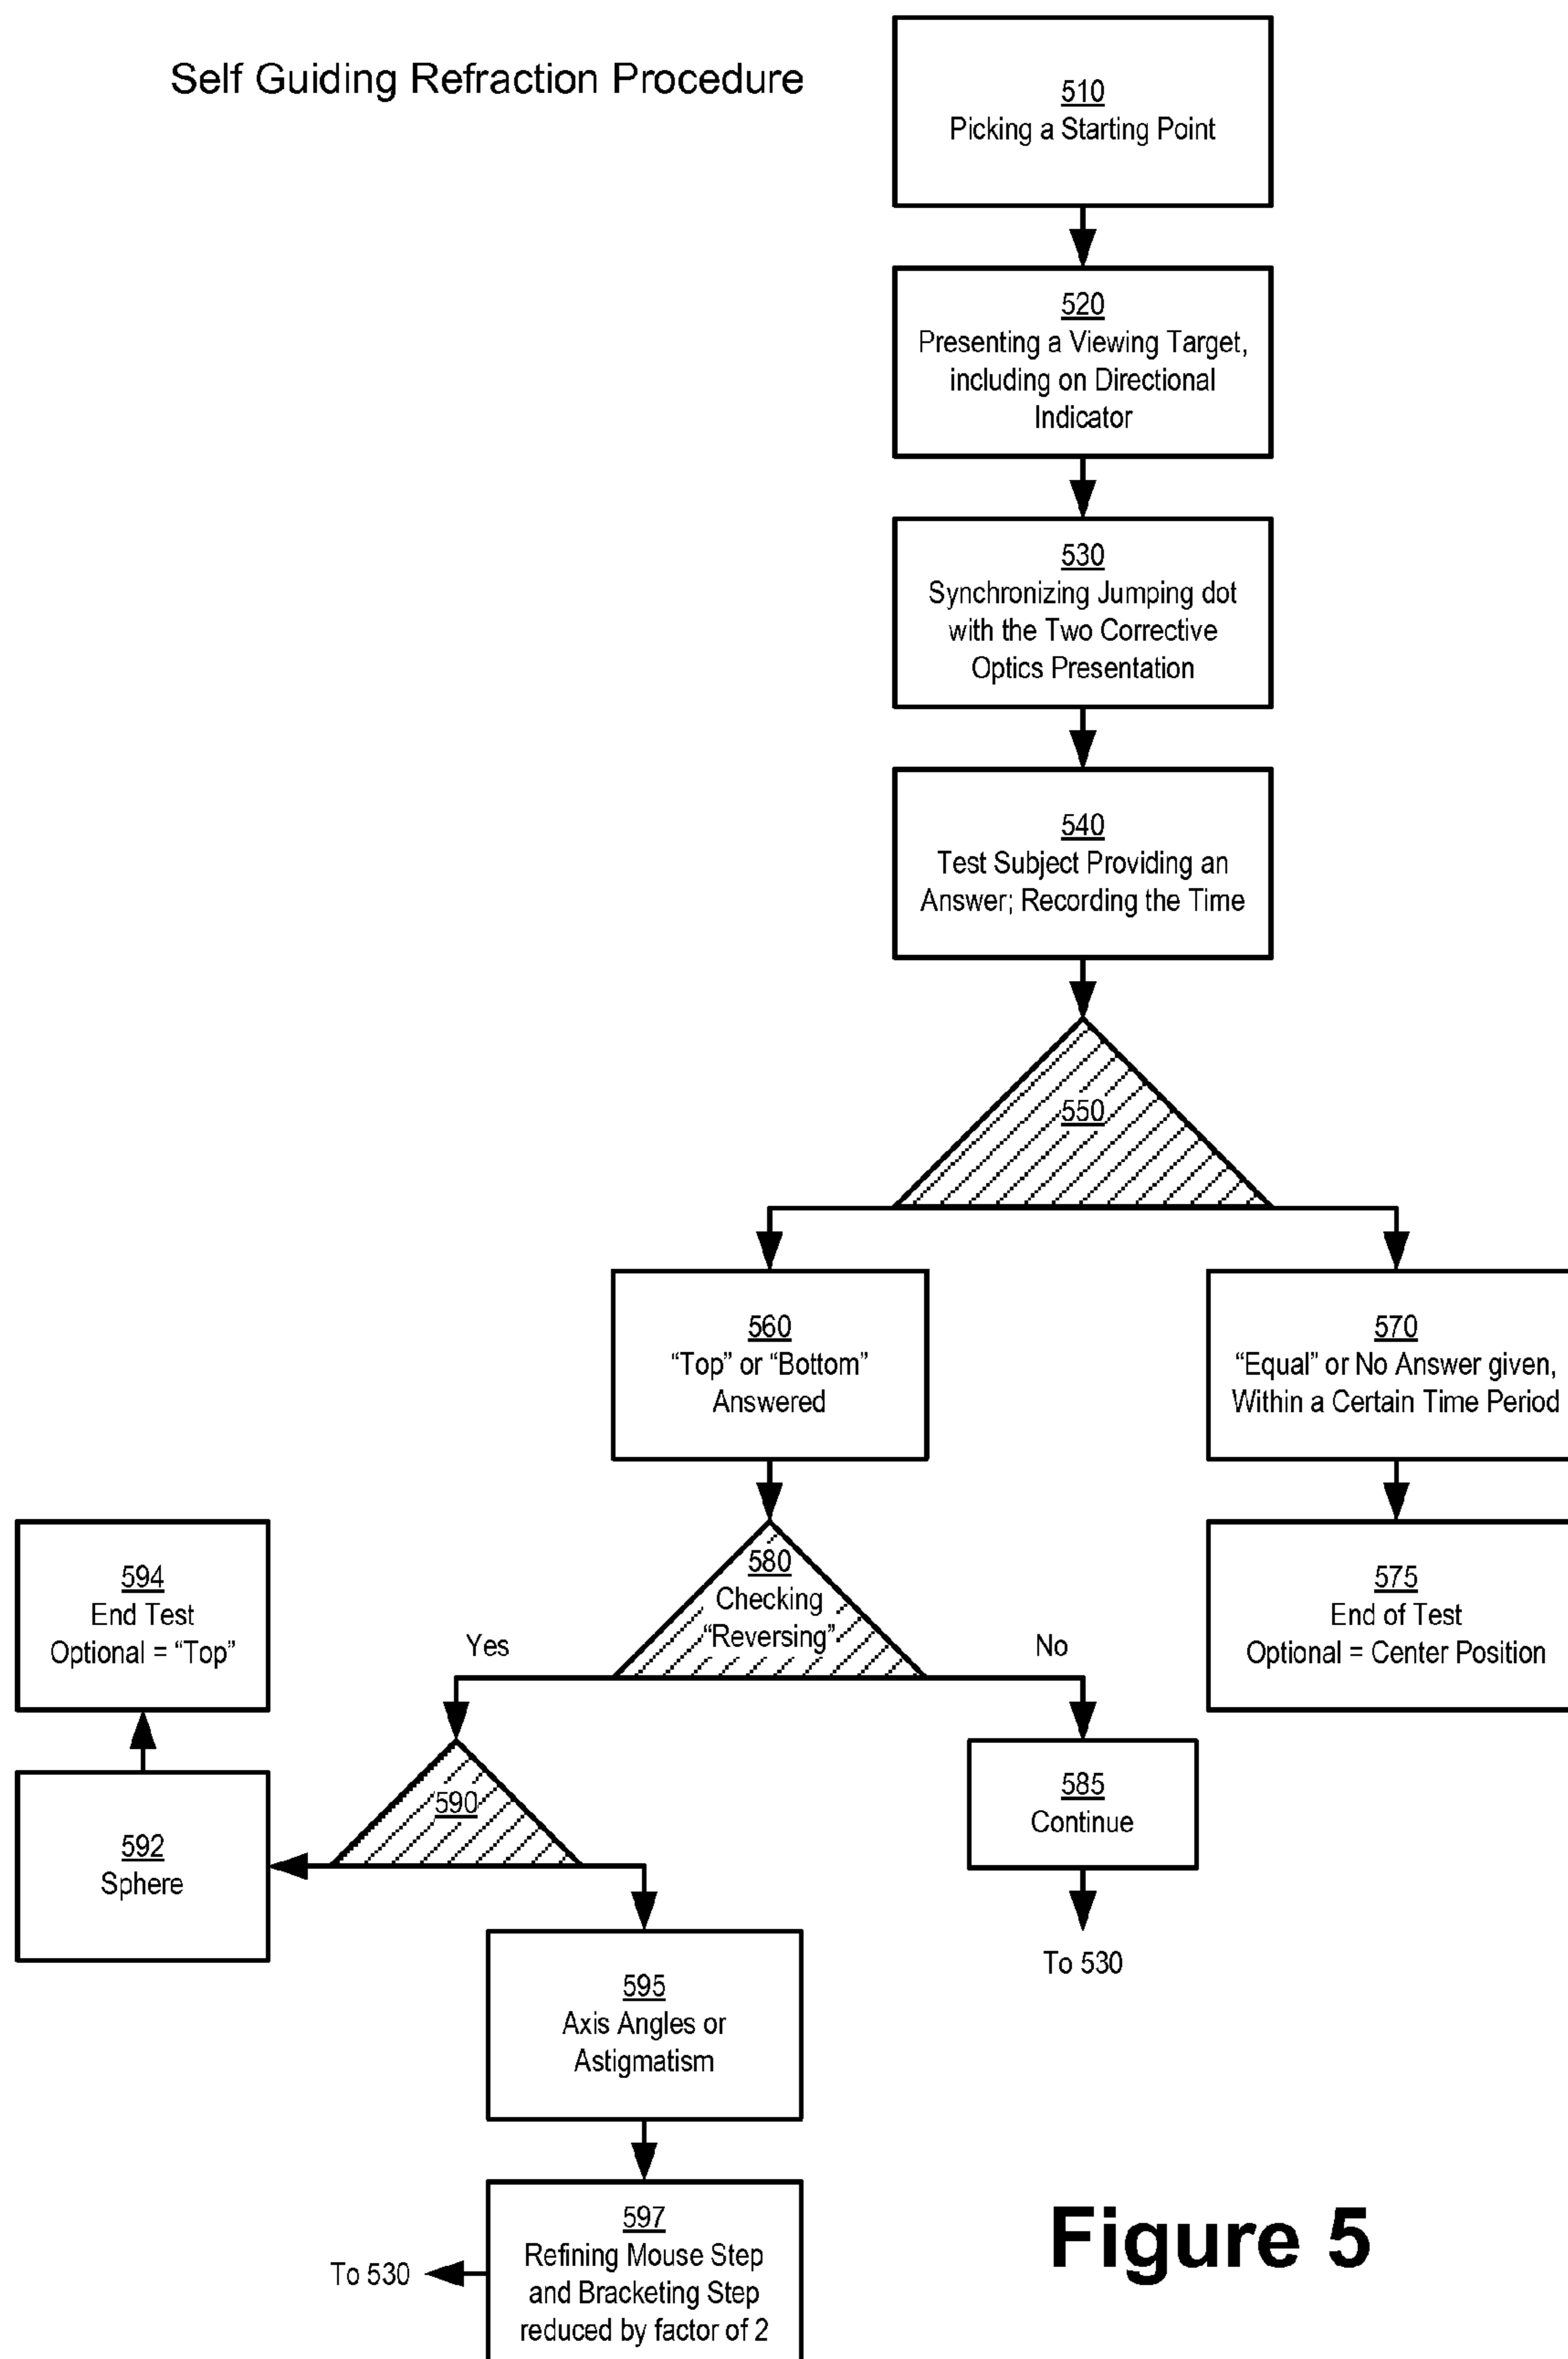 Self Guiding Refraction Procedure
510
Picking a Starting Point
520
Presenting a Viewing Target,
including on Directional
Indicator
530
Synchronizing Jumping dot
with the Two Corrective
Optics Presentation
540
Test Subject Providing an
Answer; Recording the Time
550
560
“Top” or “Bottom”
Answered
570
“Equal” or No Answer given,
Within a Certain Time Period
580
Checking
“Reversing”
Yes
No
594
End Test
Optional = “Top”
575
End of Test
Optional = Center Position
590
585
Continue
592
Sphere
To 530
595
Axis Angles or
Astigmatism
597
Refining Mouse Step
and Bracketing Step
reduced by factor of 2
To 530
Figure 5